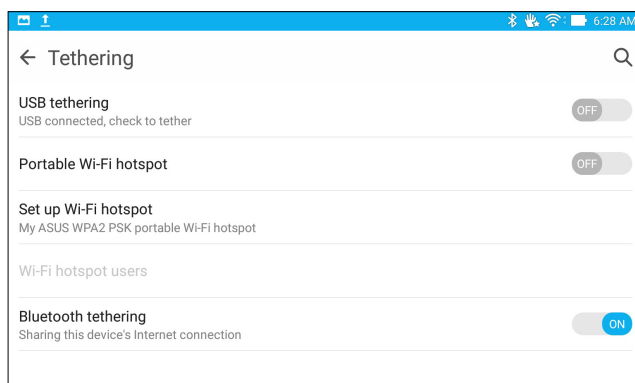 6:28 AM
Tethering
USB tethering
OFF
USB connected, check to tether
Portable Wi-Fi hotspot
OFF
Set up Wi-Fi hotspot
My ASUS WPA2 PSK portable Wi-Fi hotspot
Wi-Fi hotspot users
Bluetooth tethering
ON
Sharing this device's Internet connection